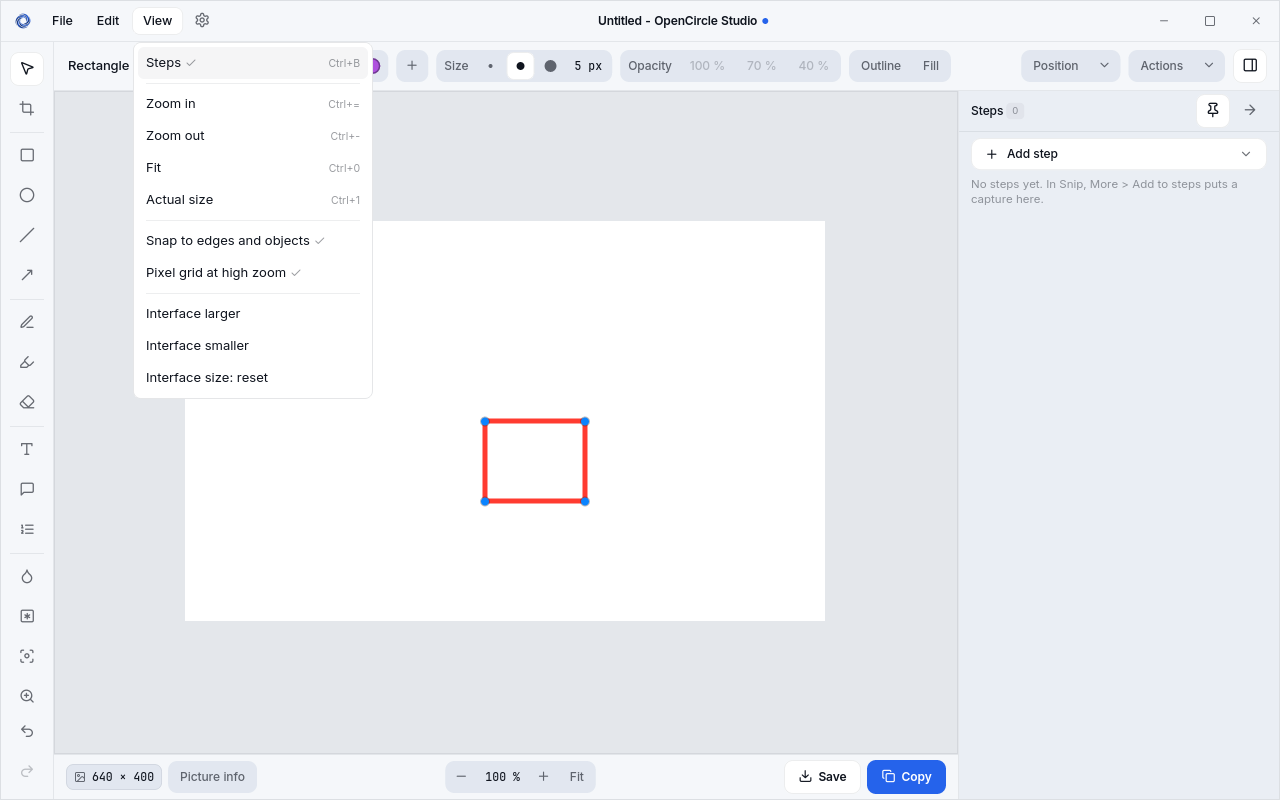 File Edit View
Untitled - OpenCircle Studio
Rectangle
Size 5 px
Opacity 100 % 70 % 40 %
Outline Fill
Position
Actions
Steps Ctrl+B
Zoom in Ctrl+=
Zoom out Ctrl+-
Fit Ctrl+0
Actual size Ctrl+1
Snap to edges and objects
Pixel grid at high zoom
Interface larger
Interface smaller
Interface size: reset
Steps 0
Add step
No steps yet. In Snip, More > Add to steps puts a
capture here.
640 × 400
Picture info
100 %
Fit
Save
Copy